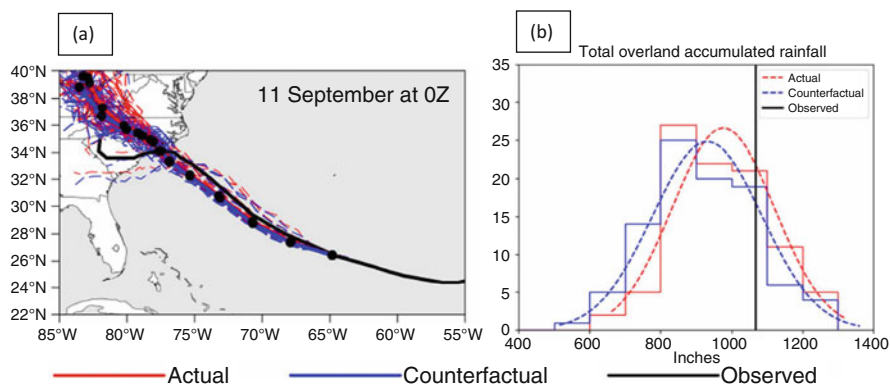 (a)
40°N
38°N
36°N
34°N
32°N
30°N
28°N
26°N
24°N
22°N
85°W 80°W 75°W 70°W 65°W 60°W 55°W
11 September at 0Z
(b)
Total overland accumulated rainfall
35
30
25
20
15
10
5
0
400 600 800 1000 1200 1400
Inches
Actual
Counterfactual
Observed
Actual Counterfactual Observed